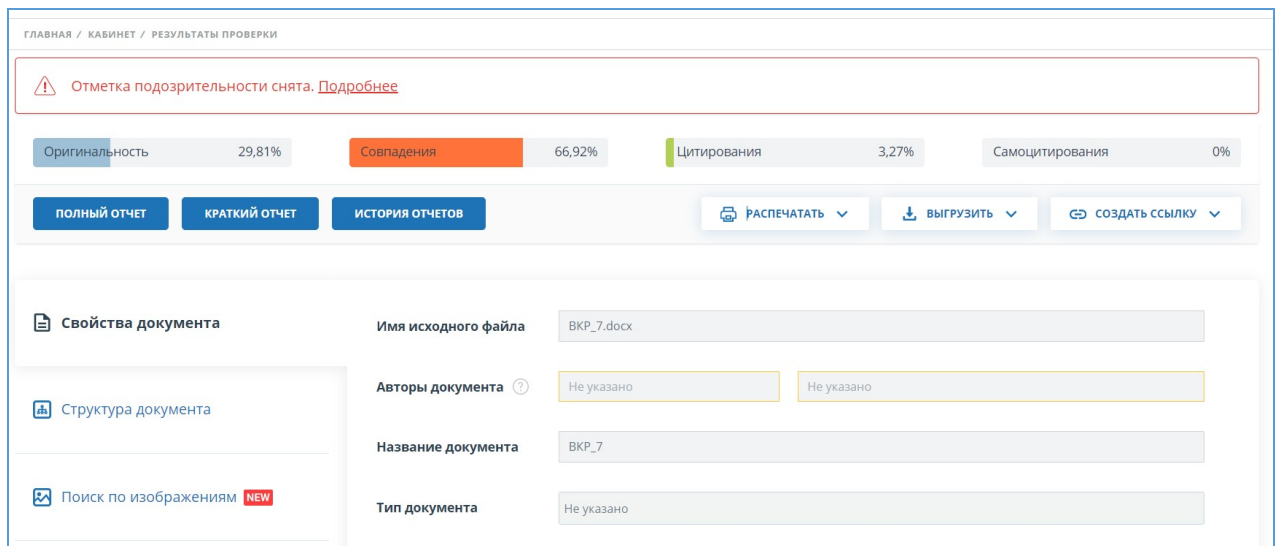 ГЛАВНАЯ / КАБИНЕТ / РЕЗУЛЬТАТЫ ПРОВЕРКИ
Отметка подозрительности снята. Подробнее
Оригинальность 29,81% Совпадения 66,92% Цитирования 3,27% Самоцитирования 0%
ПОЛНЫЙ ОТЧЕТ КРАТКИЙ ОТЧЕТ ИСТОРИЯ ОТЧЕТОВ РАСПЕЧАТАТЬ ВЫГРУЗИТЬ СОЗДАТЬ ССЫЛКУ
Свойства документа
Структура документа
Поиск по изображениям NEW
Имя исходного файла ВКР_7.docx
Авторы документа ? Не указано Не указано
Название документа ВКР_7
Тип документа Не указано